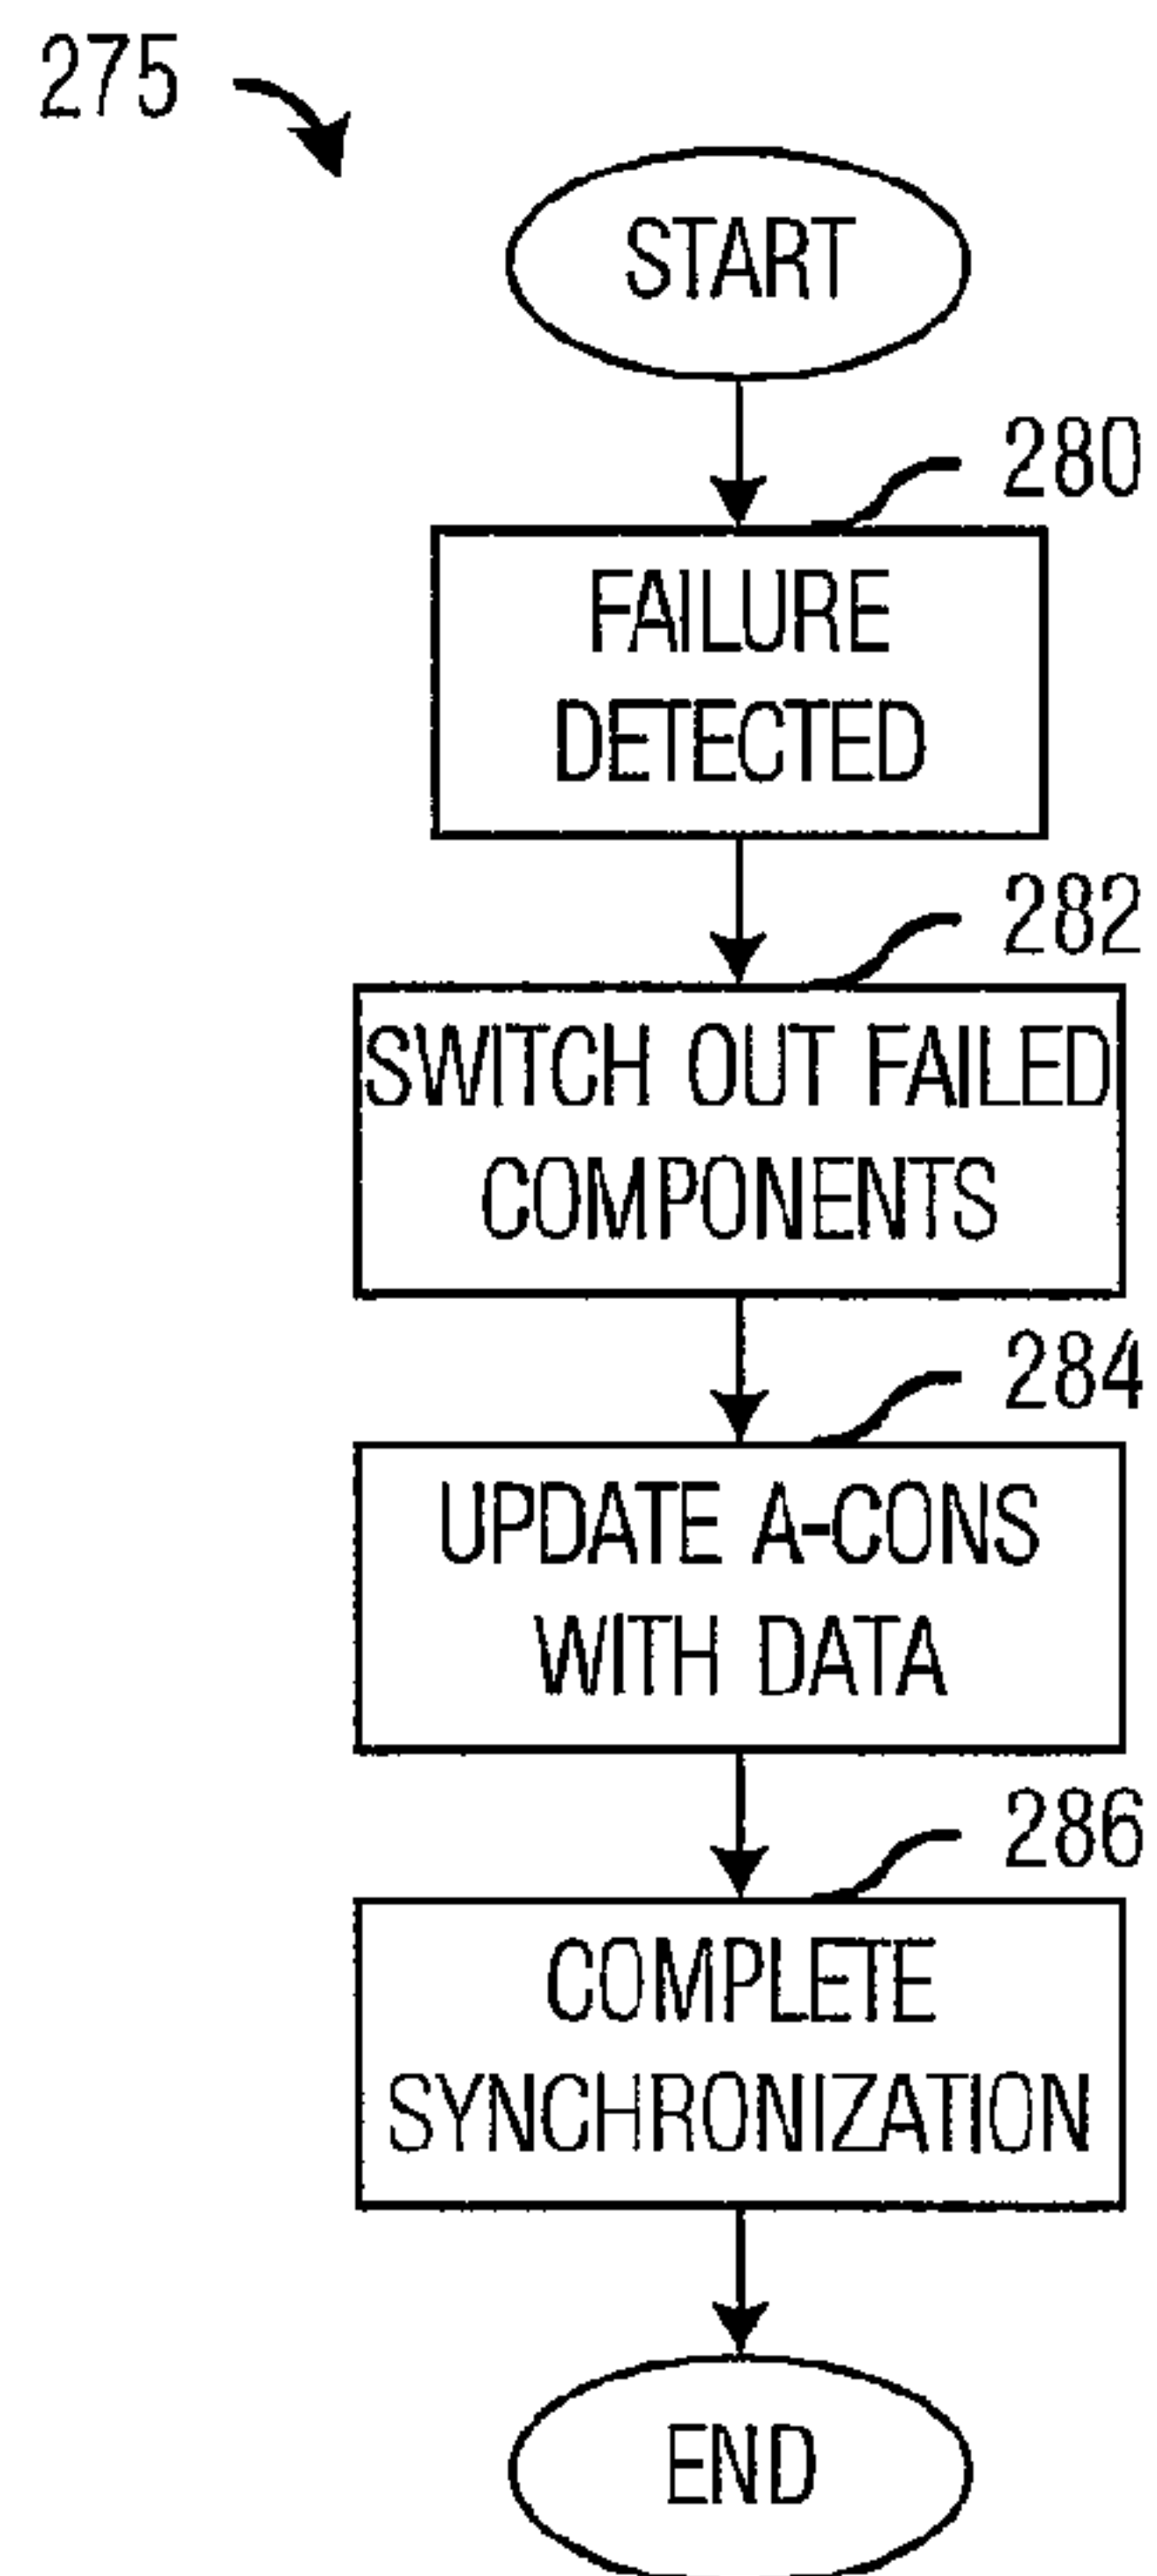 275
START
280
FAILURE
DETECTED
282
SWITCH OUT FAILED
COMPONENTS
284
UPDATE A-CONS
WITH DATA
286
COMPLETE
SYNCHRONIZATION
END